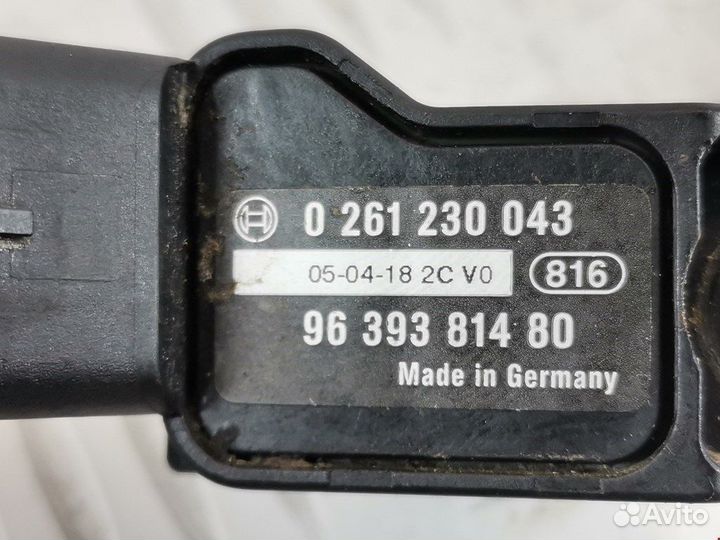 0 261 230 043
05-04-18 2C V0
816
96 393 814 80
Made in Germany
Avito